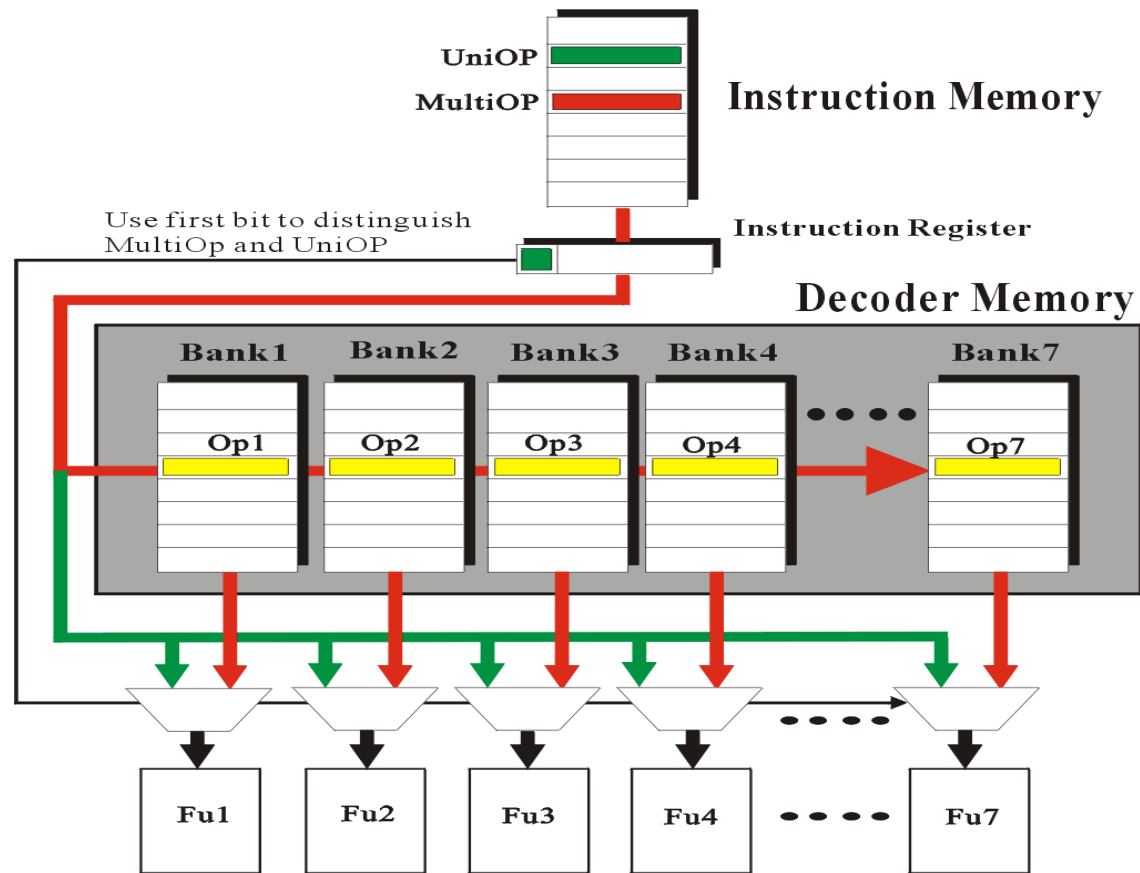 UniOP
MultiOP
Instruction Memory
Use first bit to distinguish
MultiOp and UniOP
Instruction Register
Decoder Memory
Bank1 Bank2 Bank3 Bank4 Bank7
Op1 Op2 Op3 Op4 Op7
Fu1 Fu2 Fu3 Fu4 Fu7